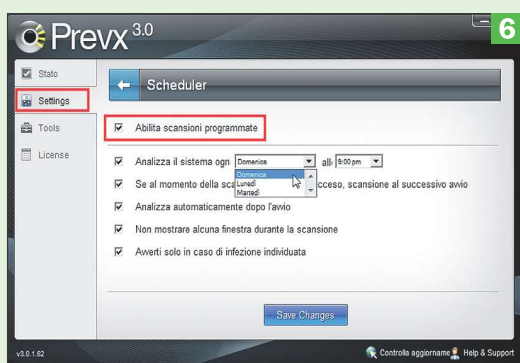 Prevx 3.0
6
Stato
Settings
Tools
License
Scheduler
Abilita scansioni programmate
Analizza il sistema ogn Domenica all 9:00 pm
Domenica
Lunedì
Martedì
Se al momento della sca cceso, scansione al successivo avvio
Analizza automaticamente dopo l'avvio
Non mostrare alcuna finestra durante la scansione
Avverti solo in caso di infezione individuata
Save Changes
v3.0.1.62
Controlla aggiorname
Help & Support